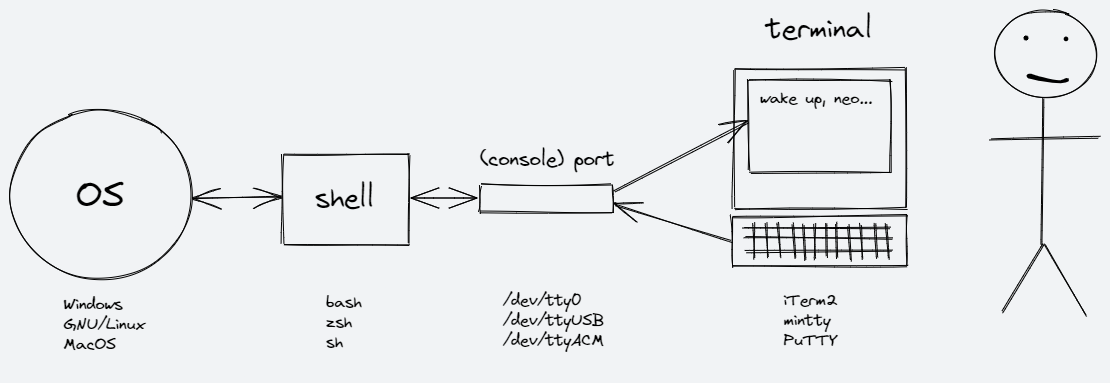 terminal
wake up, neo...
(console) port
OS
shell
Windows
GNU/Linux
MacOS
bash
zsh
sh
/dev/tty0
/dev/ttyUSB
/dev/ttyACM
iTerm2
mintty
PuTTY